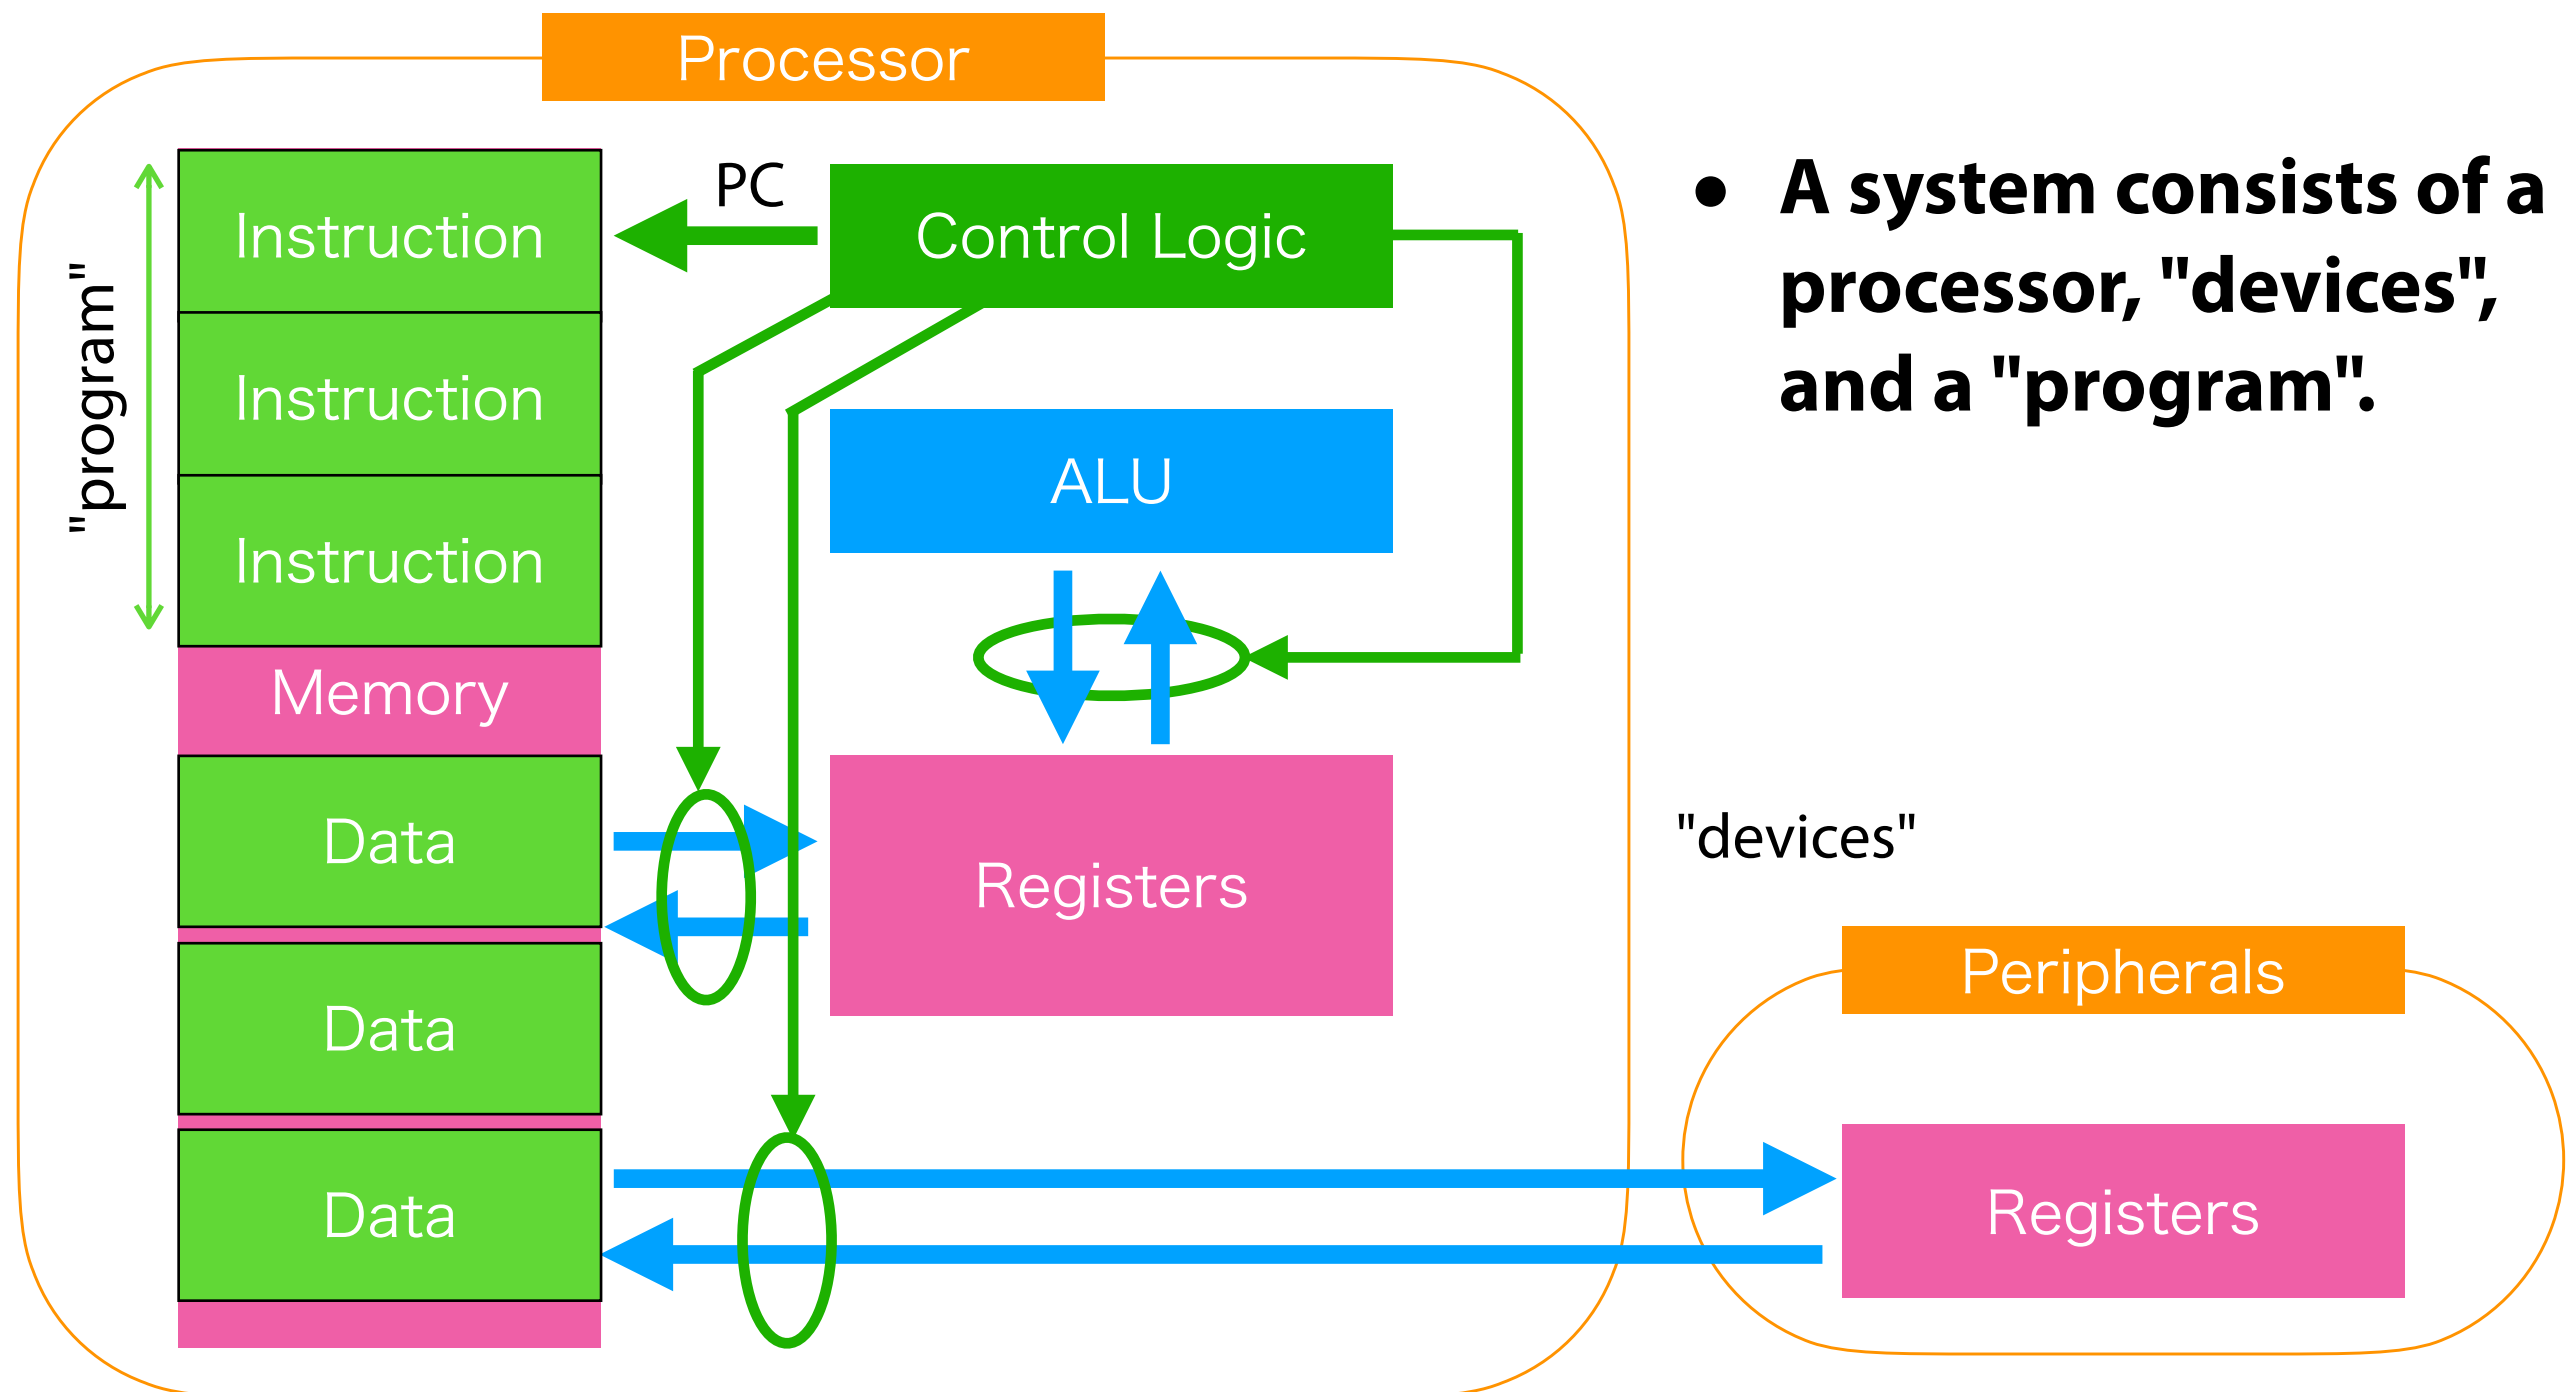 Processor
"program"
Instruction
Instruction
Instruction
Memory
Data
Data
Data
PC
Control Logic
ALU
Registers
• A system consists of a
processor, "devices",
and a "program".
"devices"
Peripherals
Registers